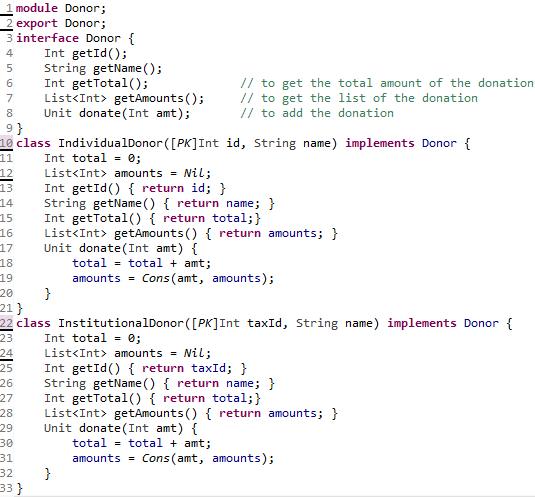 1 module Donor;
2 export Donor;
3 interface Donor {
4 Int getId();
5 String getName();
6 Int getTotal(); // to get the total amount of the donation
7 List<Int> getAmounts(); // to get the list of the donation
8 Unit donate(Int amt); // to add the donation
9 }
10 class IndividualDonor([PK]Int id, String name) implements Donor {
11 Int total = 0;
12 List<Int> amounts = Nil;
13 Int getId() { return id; }
14 String getName() { return name; }
15 Int getTotal() { return total;}
16 List<Int> getAmounts() { return amounts; }
17 Unit donate(Int amt) {
18 total = total + amt;
19 amounts = Cons(amt, amounts);
20 }
21 }
22 class InstitutionalDonor([PK]Int taxId, String name) implements Donor {
23 Int total = 0;
24 List<Int> amounts = Nil;
25 Int getId() { return taxId; }
26 String getName() { return name; }
27 Int getTotal() { return total;}
28 List<Int> getAmounts() { return amounts; }
29 Unit donate(Int amt) {
30 total = total + amt;
31 amounts = Cons(amt, amounts);
32 }
33 }